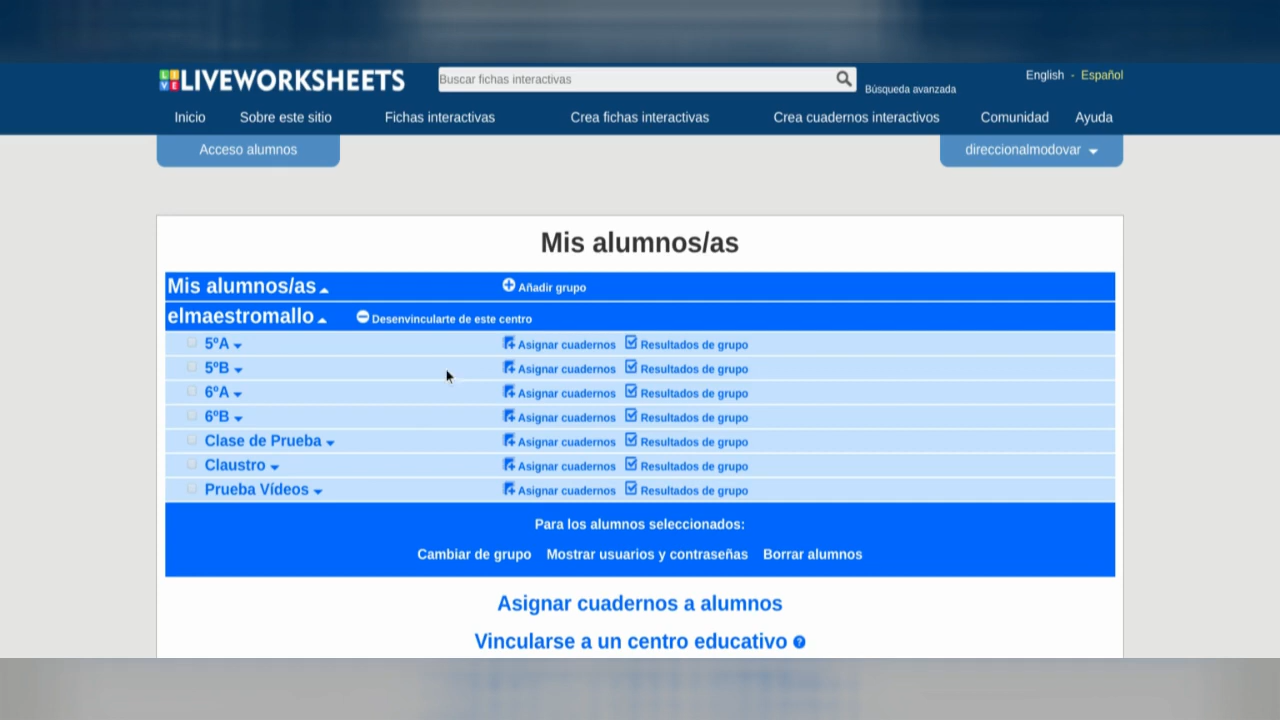 LIVEWORKSHEETS
Buscar fichas interactivas
Búsqueda avanzada
English - Español
Inicio Sobre este sitio Fichas interactivas Crea fichas interactivas Crea cuadernos interactivos Comunidad Ayuda
Acceso alumnos
direccionalmodovar
Mis alumnos/as
Mis alumnos/as Añadir grupo
elmaestromallo Desenvincularte de este centro
5ºA Asignar cuadernos Resultados de grupo
5ºB Asignar cuadernos Resultados de grupo
6ºA Asignar cuadernos Resultados de grupo
6ºB Asignar cuadernos Resultados de grupo
Clase de Prueba Asignar cuadernos Resultados de grupo
Claustro Asignar cuadernos Resultados de grupo
Prueba Vídeos Asignar cuadernos Resultados de grupo
Para los alumnos seleccionados:
Cambiar de grupo Mostrar usuarios y contraseñas Borrar alumnos
Asignar cuadernos a alumnos
Vincularse a un centro educativo ?